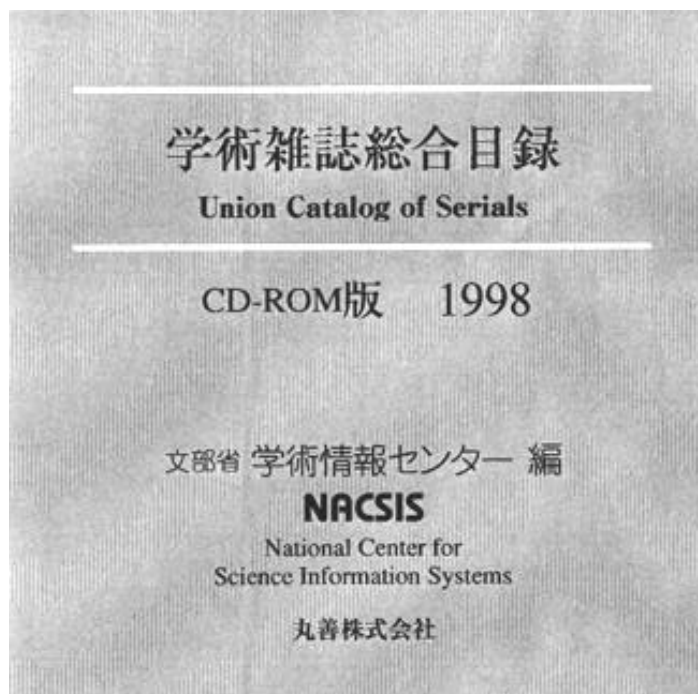 学術雑誌総合目録
Union Catalog of Serials
CD-ROM版 1998
文部省 学術情報センター 編
NACSIS
National Center for
Science Information Systems
丸善株式会社